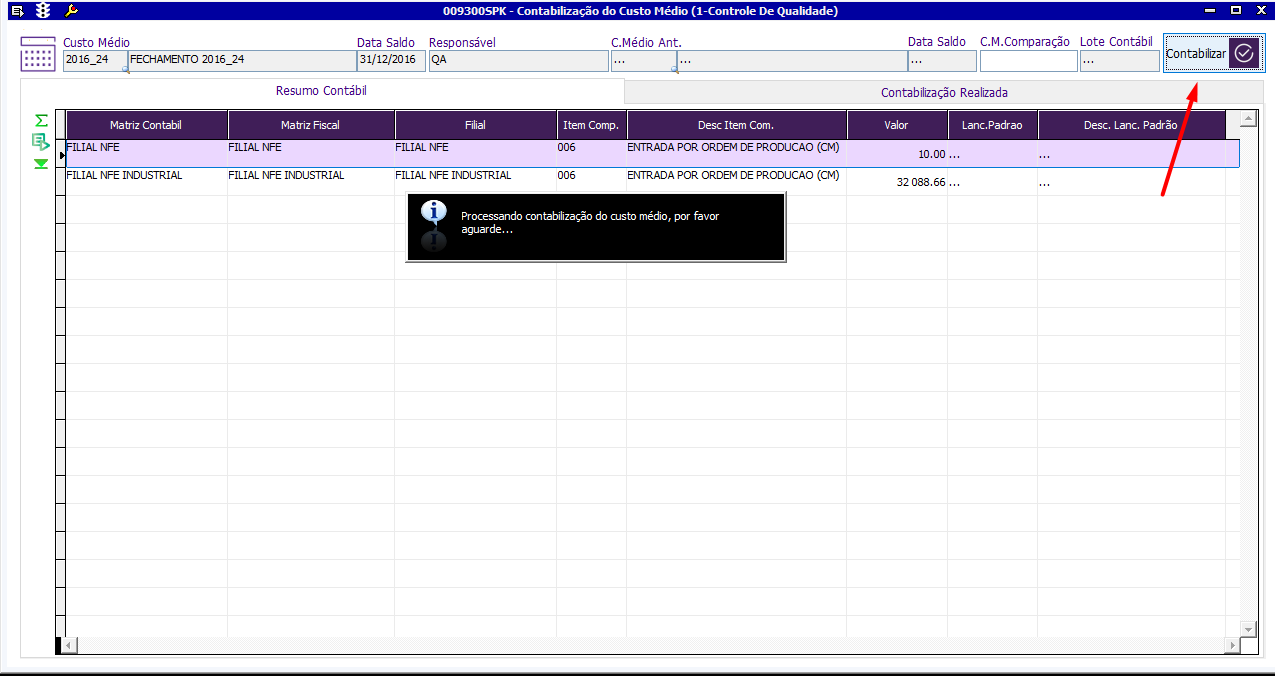 009300SPK - Contabilização do Custo Médio (1-Controle De Qualidade)
Custo Médio Data Saldo Responsável C.Médio Ant. Data Saldo C.M.Comparação Lote Contábil
2016_24 FECHAMENTO 2016_24 31/12/2016 QA ... ... ... ... Contabilizar
Resumo Contábil Contabilização Realizada
Matriz Contabil Matriz Fiscal Filial Item Comp. Desc Item Com. Valor Lanc.Padrao Desc. Lanc. Padrão
FILIAL NFE FILIAL NFE FILIAL NFE 006 ENTRADA POR ORDEM DE PRODUCAO (CM) 10.00 ... ...
FILIAL NFE INDUSTRIAL FILIAL NFE INDUSTRIAL FILIAL NFE INDUSTRIAL 006 ENTRADA POR ORDEM DE PRODUCAO (CM) 32 088.66 ... ...
Processando contabilização do custo médio, por favor
aguarde...